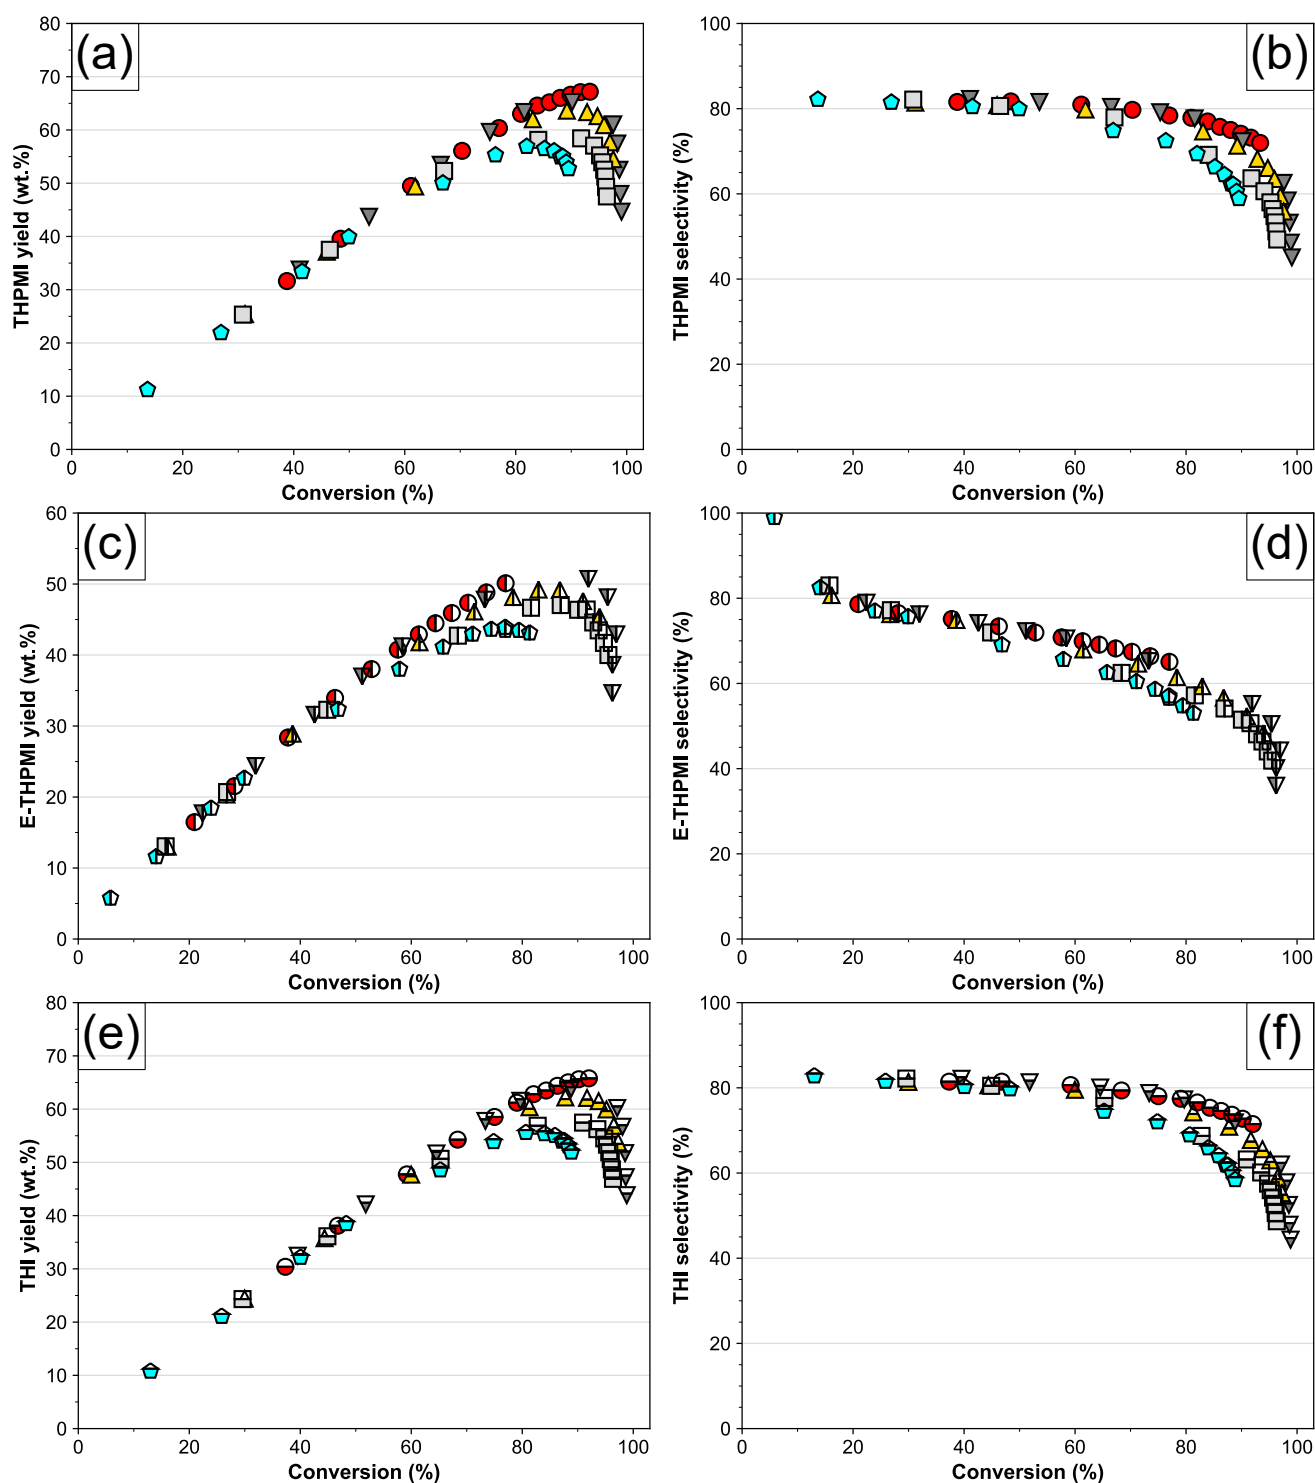 (a)
THPMI yield (wt.%)
80
70
60
50
40
30
20
10
0
0 20 40 60 80 100
Conversion (%)
(b)
THPMI selectivity (%)
100
80
60
40
20
0
0 20 40 60 80 100
Conversion (%)
(c)
E-THPMI yield (wt.%)
60
50
40
30
20
10
0
0 20 40 60 80 100
Conversion (%)
(d)
E-THPMI selectivity (%)
100
80
60
40
20
0
0 20 40 60 80 100
Conversion (%)
(e)
THI yield (wt.%)
80
70
60
50
40
30
20
10
0
0 20 40 60 80 100
Conversion (%)
(f)
THI selectivity (%)
100
80
60
40
20
0
0 20 40 60 80 100
Conversion (%)